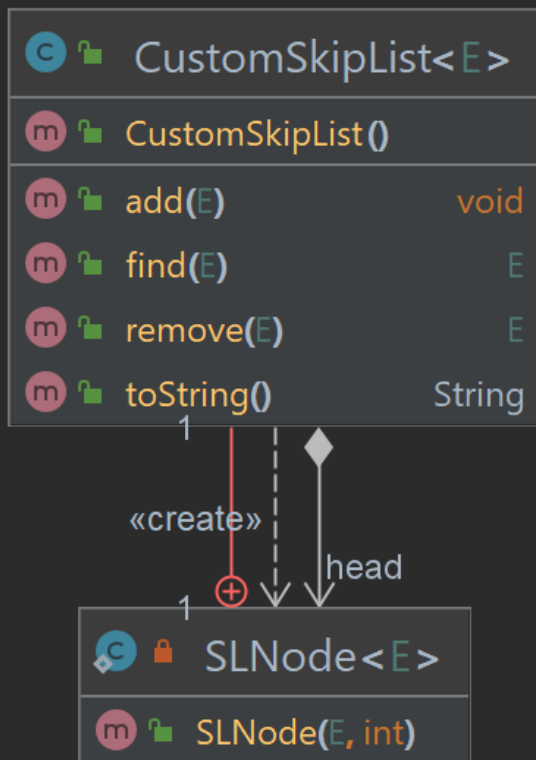 CustomSkipList<E>
CustomSkipList()
add(E) void
find(E) E
remove(E) E
toString() String
1
«create»
head
1
SLNode<E>
SLNode(E, int)